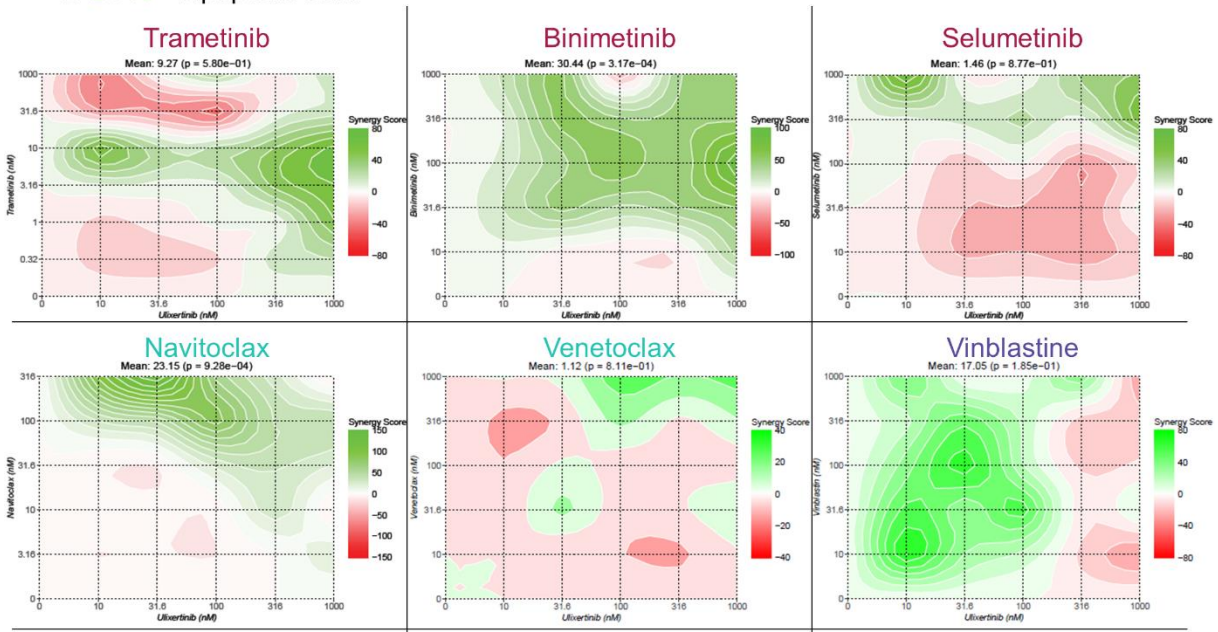 Trametinib
Mean: 9.27 (p = 5.80e−01)
1000
31.6
10
3.16
1
0.32
0
Trametinib (nM)
0 10 31.6 100 316 1000
Ulixertinib (nM)
Synergy Score
80
40
0
−40
−80
Binimetinib
Mean: 30.44 (p = 3.17e−04)
1000
316
100
31.6
10
0
Binimetinib (nM)
0 10 31.6 100 316 1000
Ulixertinib (nM)
Synergy Score
100
50
0
−50
−100
Selumetinib
Mean: 1.46 (p = 8.77e−01)
1000
316
100
31.6
10
0
Selumetinib (nM)
0 10 31.6 100 316 1000
Ulixertinib (nM)
Synergy Score
80
40
0
−40
−80
Navitoclax
Mean: 23.15 (p = 9.28e−04)
316
100
31.6
10
3.16
0
Navitoclax (nM)
0 10 31.6 100 316 1000
Ulixertinib (nM)
Synergy Score
150
100
50
0
−50
−100
−150
Venetoclax
Mean: 1.12 (p = 8.11e−01)
1000
316
100
31.6
10
0
Venetoclax (nM)
0 10 31.6 100 316 1000
Ulixertinib (nM)
Synergy Score
40
20
0
−20
−40
Vinblastine
Mean: 17.05 (p = 1.85e−01)
1000
316
100
31.6
10
0
Vinblastin (nM)
0 10 31.6 100 316 1000
Ulixertinib (nM)
Synergy Score
80
40
0
−40
−80